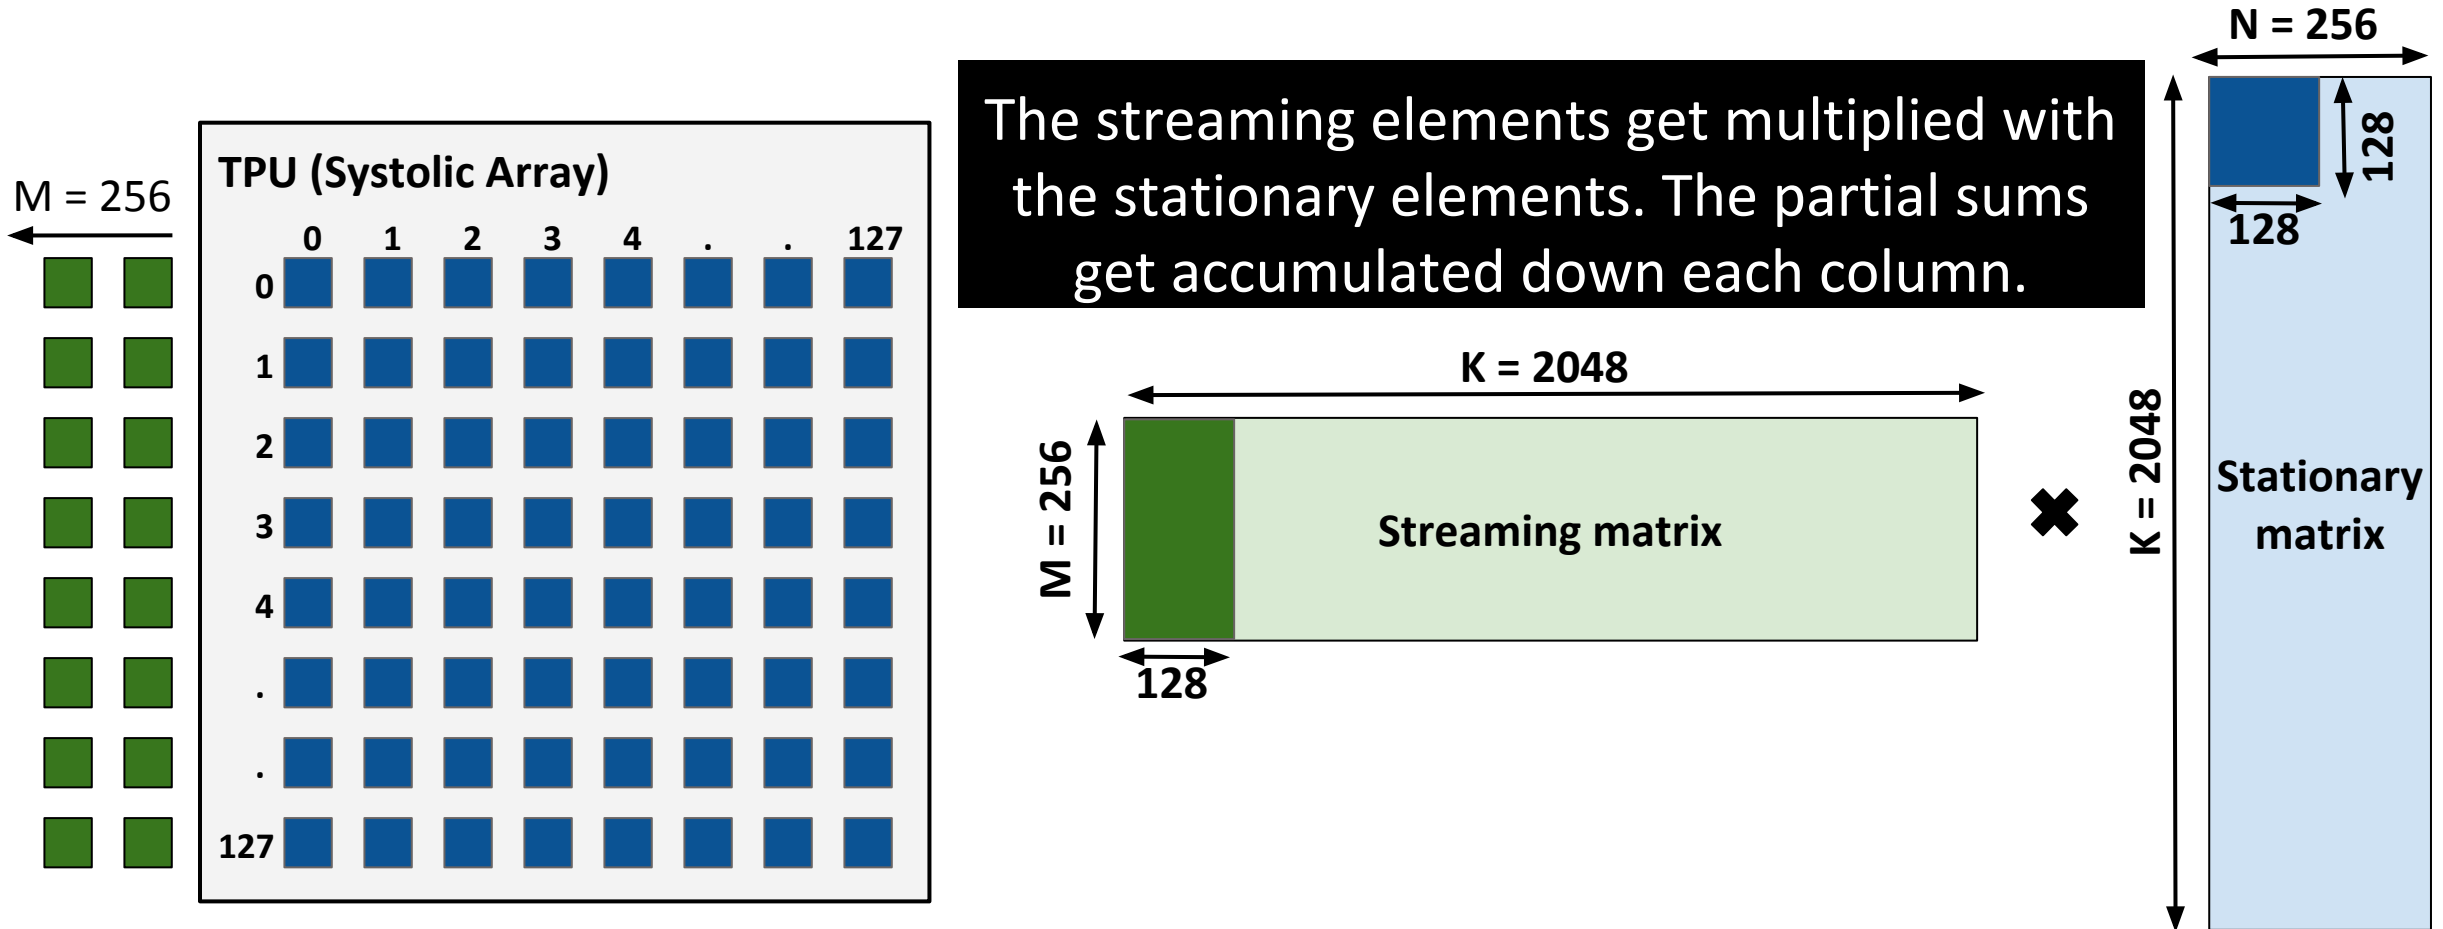 M = 256
TPU (Systolic Array)
0 1 2 3 4 . . 127
0
1
2
3
4
.
.
127
The streaming elements get multiplied with
the stationary elements. The partial sums
get accumulated down each column.
K = 2048
M = 256
Streaming matrix
128
N = 256
K = 2048
128
128
Stationary
matrix